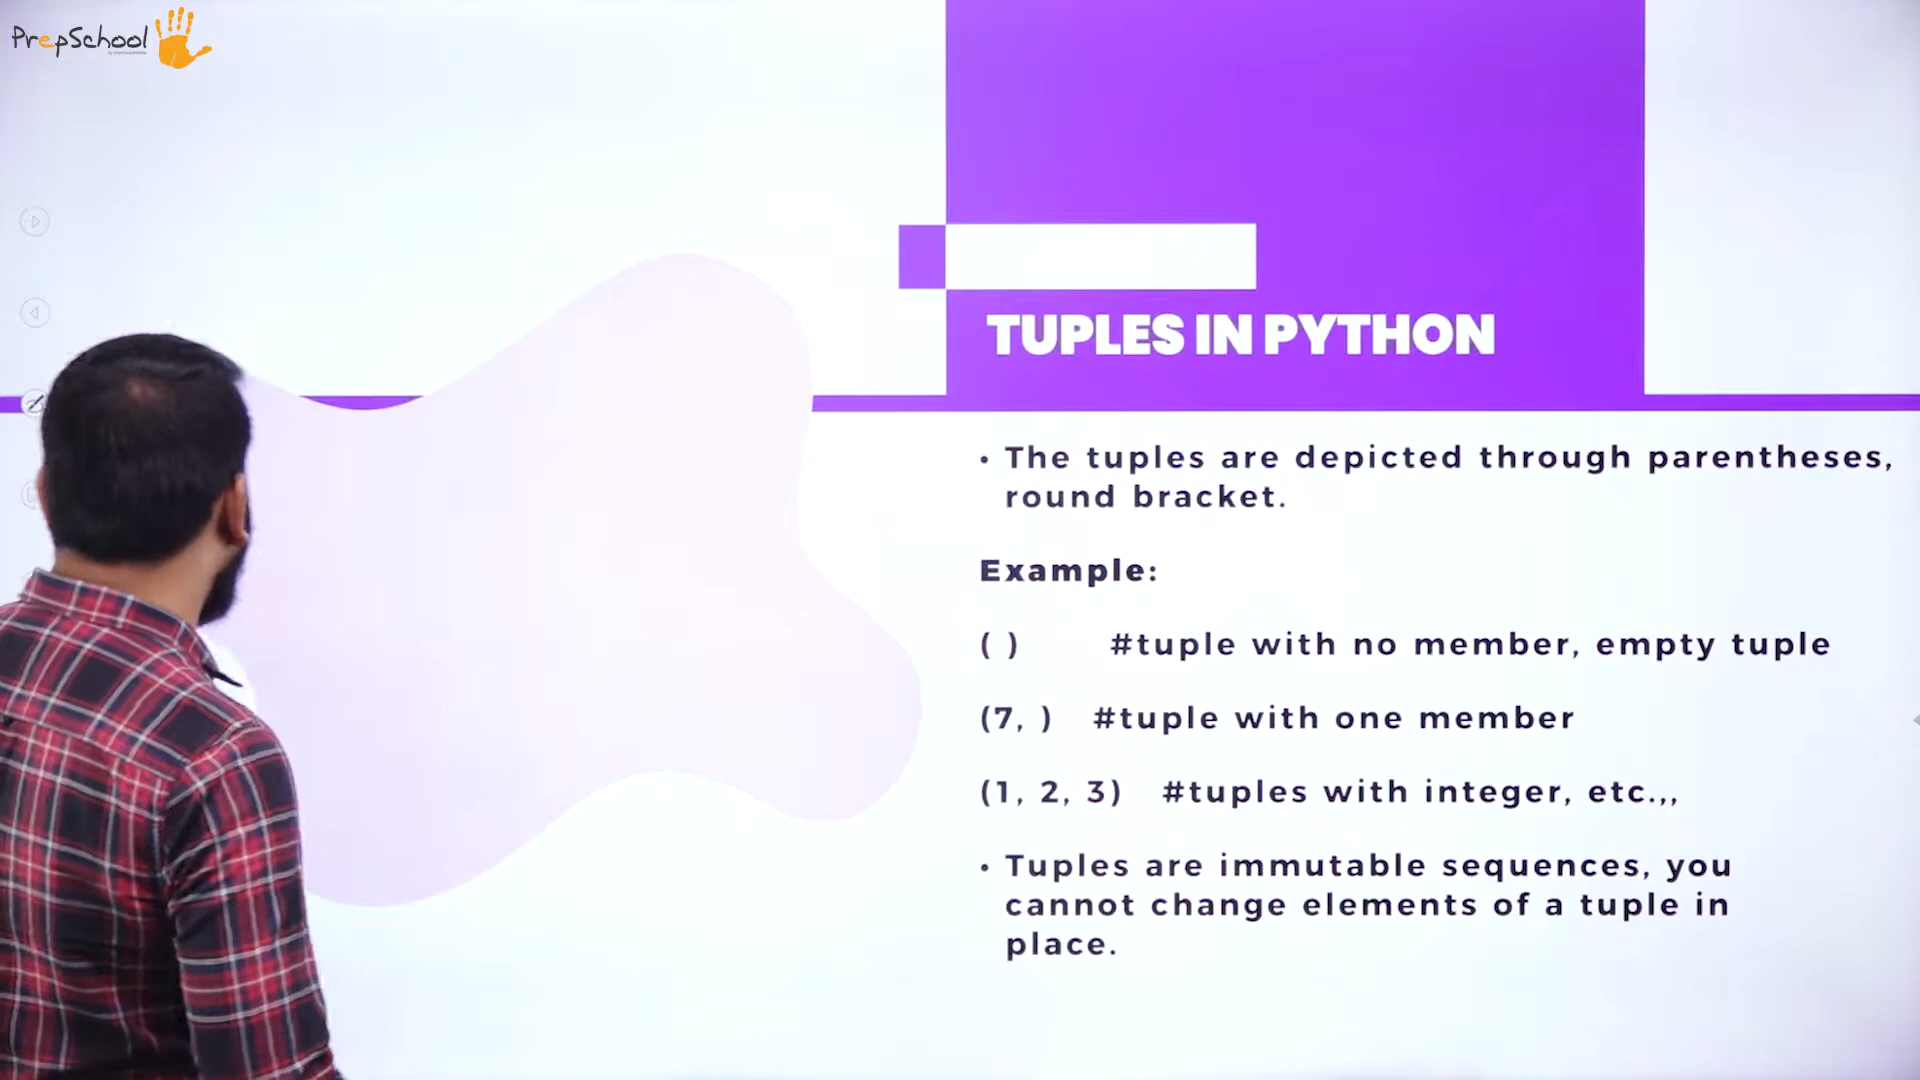 PrepSchool
TUPLES IN PYTHON
• The tuples are depicted through parentheses,
round bracket.
Example:
( ) #tuple with no member, empty tuple
(7, ) #tuple with one member
(1, 2, 3) #tuples with integer, etc.,,
• Tuples are immutable sequences, you
cannot change elements of a tuple in
place.